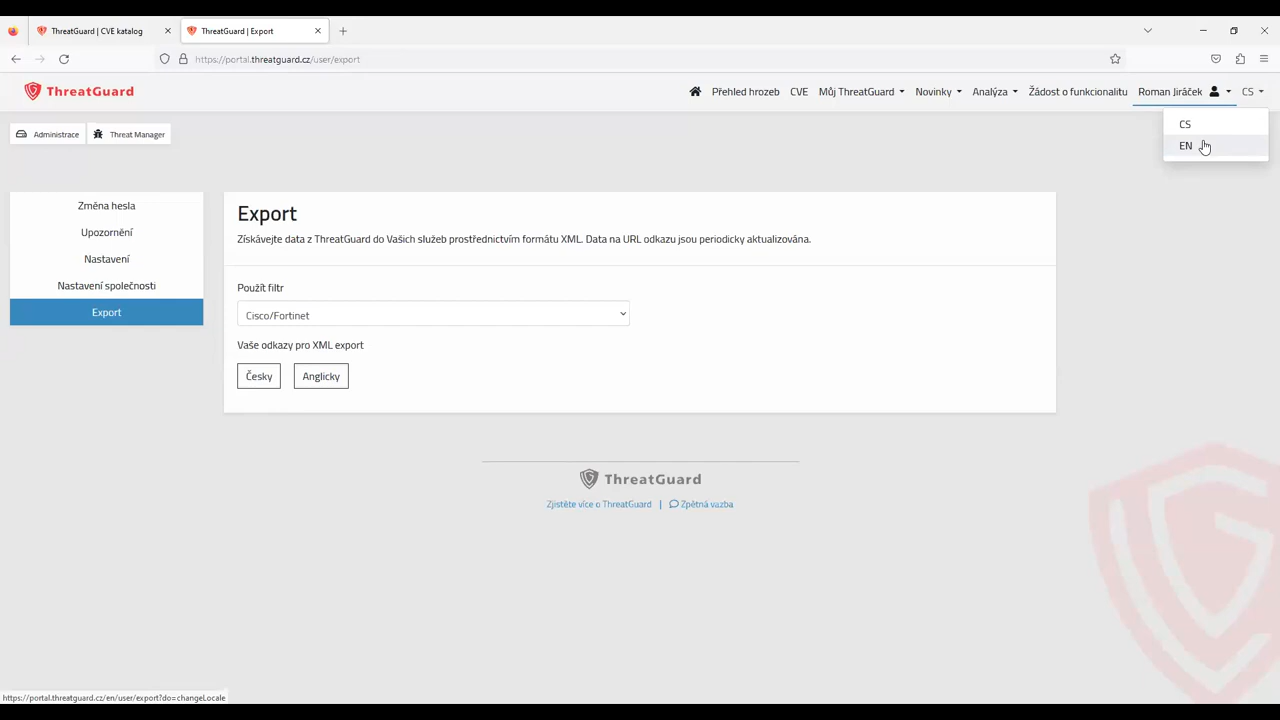 ThreatGuard | CVE katalog
ThreatGuard | Export
https://portal.threatguard.cz/user/export
ThreatGuard
Přehled hrozeb
CVE
Můj ThreatGuard
Novinky
Analýza
Žádost o funkcionalitu
Roman Jiráček
CS
CS
EN
Administrace
Threat Manager
Změna hesla
Upozornění
Nastavení
Nastavení společnosti
Export
Export
Získávejte data z ThreatGuard do Vašich služeb prostřednictvím formátu XML. Data na URL odkazu jsou periodicky aktualizována.
Použít filtr
Cisco/Fortinet
Vaše odkazy pro XML export
Česky
Anglicky
ThreatGuard
Zjistěte více o ThreatGuard | Zpětná vazba
https://portal.threatguard.cz/en/user/export?do=changeLocale